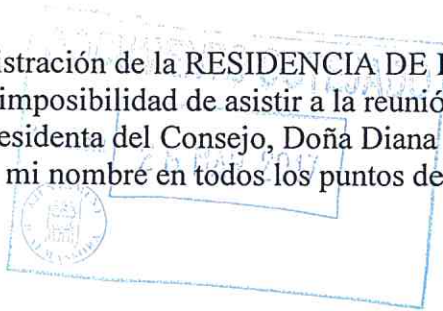 istración de la RESIDENCIA DE
imposibilidad de asistir a la reunió
esidenta del Consejo, Doña Diana
mi nombre en todos los puntos de